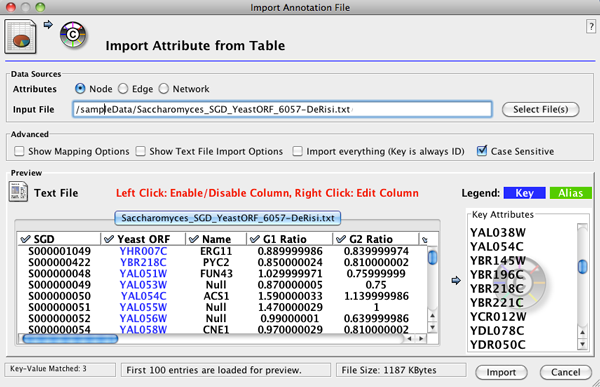 Import Annotation File
Import Attribute from Table
?
Data Sources
Attributes Node Edge Network
Input File /sampleData/Saccharomyces_SGD_YeastORF_6057-DeRisi.txt Select File(s)
Advanced
Show Mapping Options Show Text File Import Options Import everything (Key is always ID) Case Sensitive
Preview
Text File Left Click: Enable/Disable Column, Right Click: Edit Column Legend: Key Alias
Saccharomyces_SGD_YeastORF_6057-DeRisi.txt
SGD Yeast ORF Name G1 Ratio G2 Ratio
S000001049 YHR007C ERG11 0.889999986 0.839999974
S000000422 YBR218C PYC2 0.850000024 0.810000002
S000000048 YAL051W FUN43 1.029999971 0.75999999
S000000049 YAL053W Null 0.870000005 0.75
S000000050 YAL054C ACS1 1.590000033 1.139999986
S000000051 YAL055W Null 1.470000029 1
S000000052 YAL056W Null 0.99000001 0.639999986
S000000054 YAL058W CNE1 0.970000029 0.810000002
Key Attributes
YAL038W
YAL054C
YBR145W
YBR196C
YBR218C
YBR221C
YCR012W
YDL078C
YDR050C
Key-Value Matched: 3 First 100 entries are loaded for preview. File Size: 1187 KBytes Import Cancel